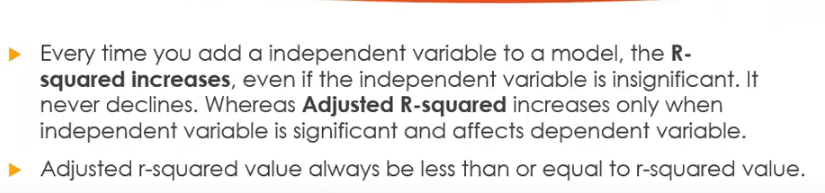 Every time you add a independent variable to a model, the R-
squared increases, even if the independent variable is insignificant. It
never declines. Whereas Adjusted R-squared increases only when
independent variable is significant and affects dependent variable.
Adjusted r-squared value always be less than or equal to r-squared value.